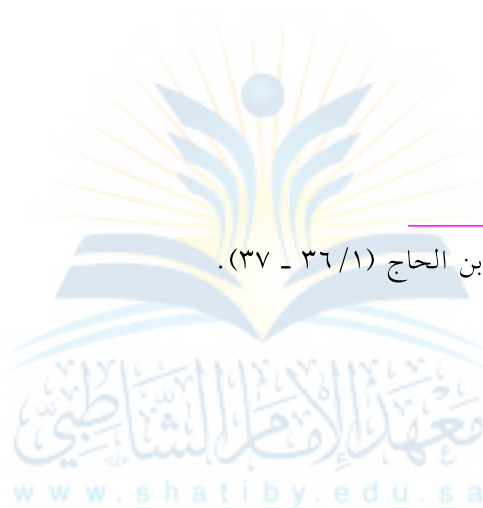 بن الحاج (١/ ٣٦ - ٣٧).
معهد الإمام الشاطبي
www.shatiby.edu.sa